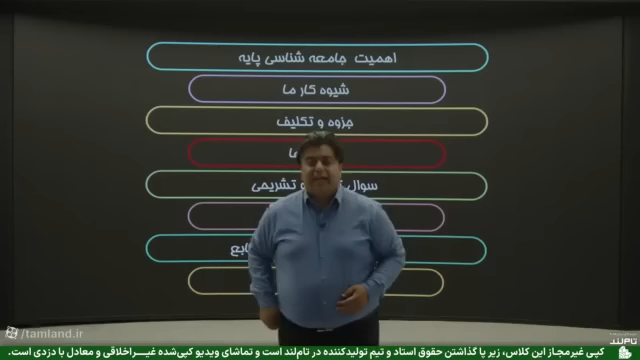 اهمیت جامعه شناسی پایه
شیوه کار ما
جزوه و تکلیف
سوال
تشریحی
/tamland.ir
تاملند
کپی غیرمجاز این کلاس، زیر پا گذاشتن حقوق استاد و تیم تولیدکننده در تام‌لند است و تماشای ویدیو کپی‌شده غیراخلاقی و معادل با دزدی است.